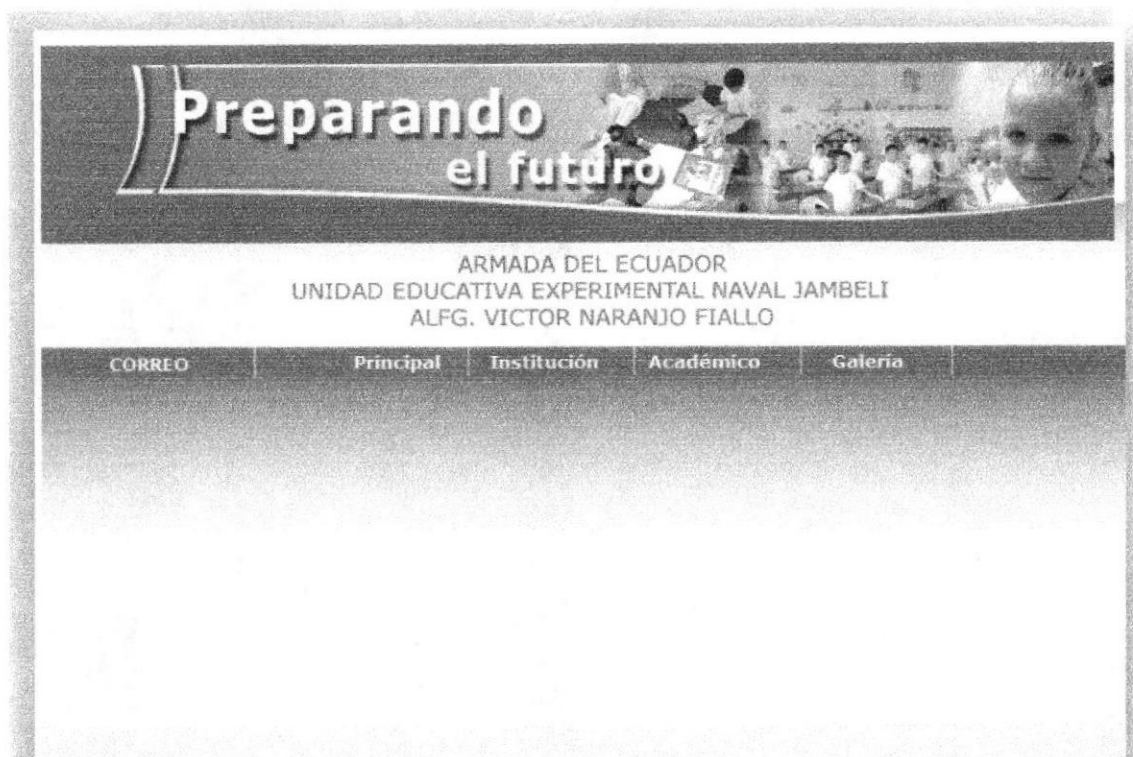 Preparando
el futuro
ARMADA DEL ECUADOR
UNIDAD EDUCATIVA EXPERIMENTAL NAVAL JAMBELI
ALFG. VICTOR NARANJO FIALLO
CORREO Principal Institución Académico Galería